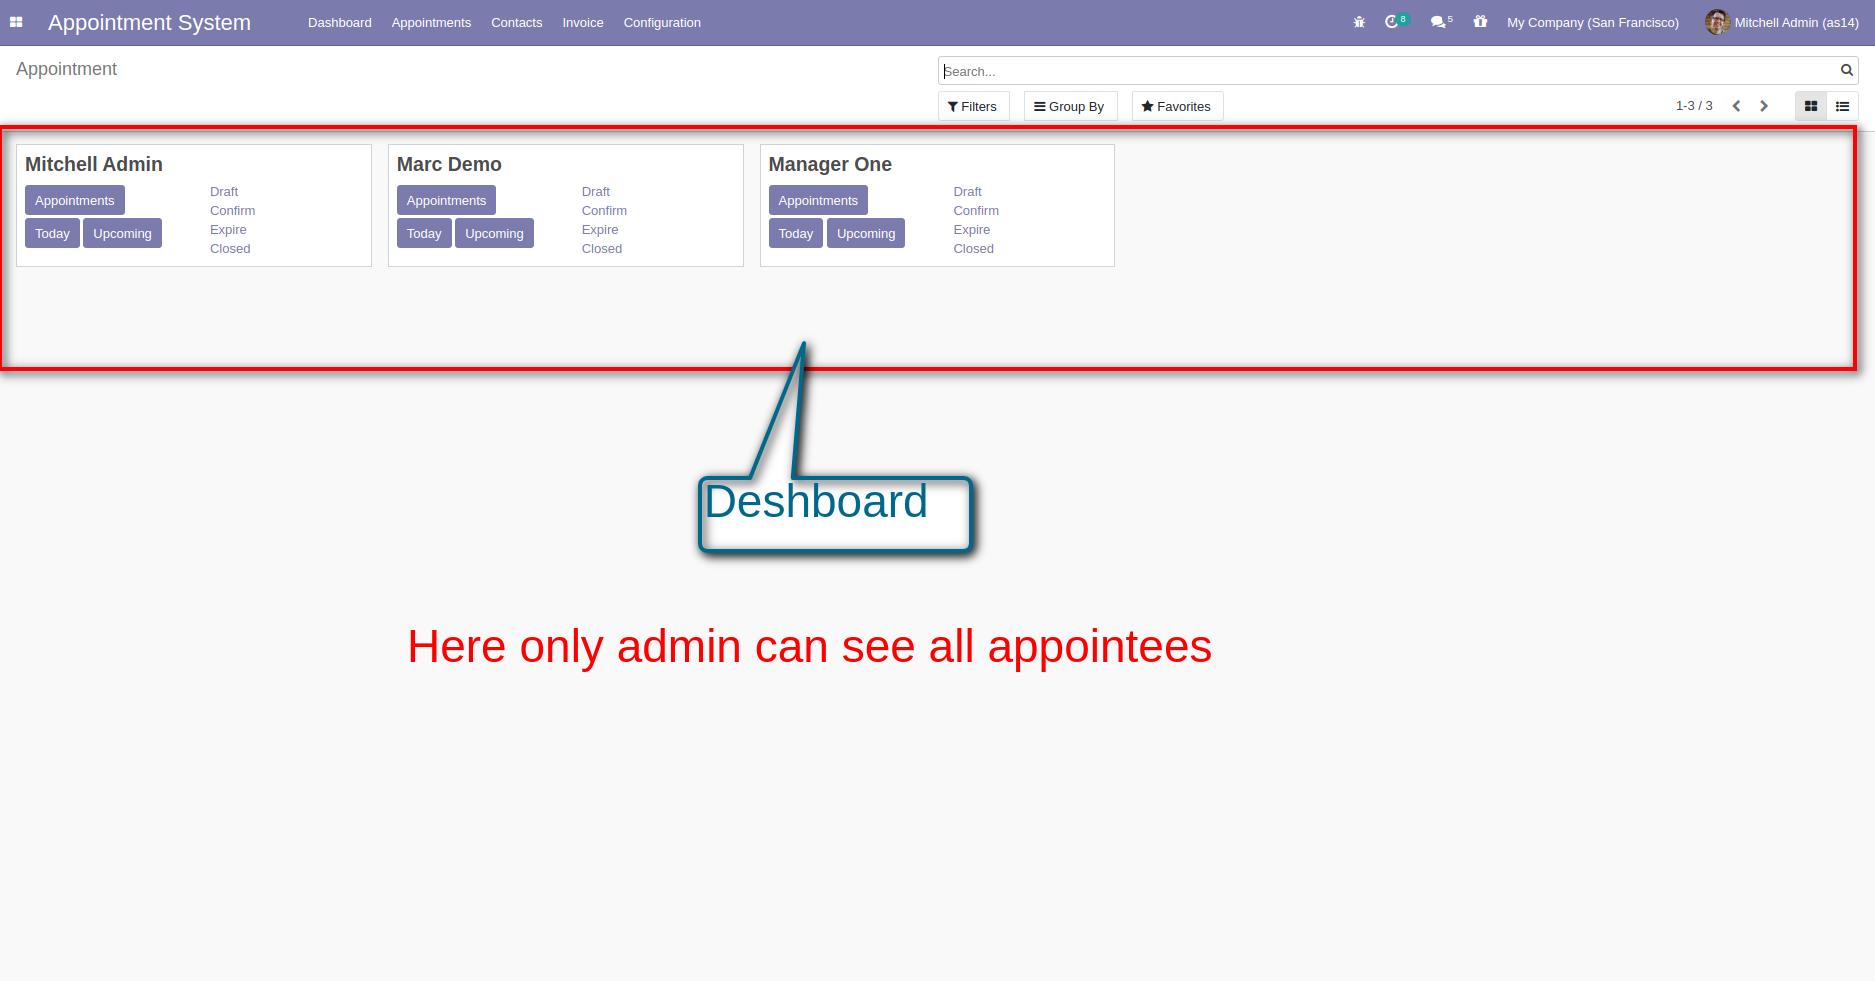 Appointment System Dashboard Appointments Contacts Invoice Configuration 8 5 My Company (San Francisco) Mitchell Admin (as14)
Appointment
Search...
Filters Group By Favorites 1-3 / 3
Mitchell Admin
Appointments
Today Upcoming
Draft
Confirm
Expire
Closed
Marc Demo
Appointments
Today Upcoming
Draft
Confirm
Expire
Closed
Manager One
Appointments
Today Upcoming
Draft
Confirm
Expire
Closed
Deshboard
Here only admin can see all appointees